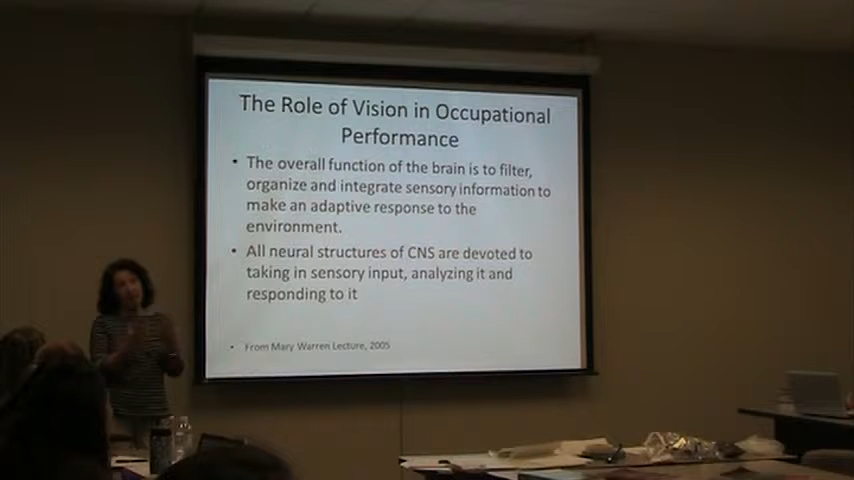 The Role of Vision in Occupational
Performance
• The overall function of the brain is to filter,
organize and integrate sensory information to
make an adaptive response to the
environment.
• All neural structures of CNS are devoted to
taking in sensory input, analyzing it and
responding to it
• From Mary Warren Lecture, 2005